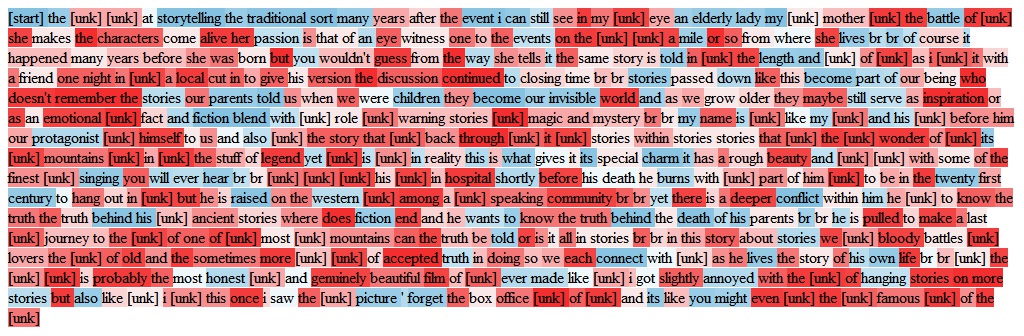 [start] the [unk] [unk] at storytelling the traditional sort many years after the event i can still see in my [unk] eye an elderly lady my [unk] mother [unk] the battle of [unk]
she makes the characters come alive her passion is that of an eye witness one to the events on the [unk] [unk] a mile or so from where she lives br br of course it
happened many years before she was born but you wouldn't guess from the way she tells it the same story is told in [unk] the length and [unk] of [unk] as i [unk] it with
a friend one night in [unk] a local cut in to give his version the discussion continued to closing time br br stories passed down like this become part of our being who
doesn't remember the stories our parents told us when we were children they become our invisible world and as we grow older they maybe still serve as inspiration or
as an emotional [unk] fact and fiction blend with [unk] role [unk] warning stories [unk] magic and mystery br br my name is [unk] like my [unk] and his [unk] before him
our protagonist [unk] himself to us and also [unk] the story that [unk] back through [unk] it [unk] stories within stories stories that [unk] the [unk] wonder of [unk] its
[unk] mountains [unk] in [unk] the stuff of legend yet [unk] is [unk] in reality this is what gives it its special charm it has a rough beauty and [unk] [unk] with some of the
finest [unk] singing you will ever hear br br [unk] [unk] [unk] his [unk] in hospital shortly before his death he burns with [unk] part of him [unk] to be in the twenty first
century to hang out in [unk] but he is raised on the western [unk] among a [unk] speaking community br br yet there is a deeper conflict within him he [unk] to know the
truth the truth behind his [unk] ancient stories where does fiction end and he wants to know the truth behind the death of his parents br br he is pulled to make a last
[unk] journey to the [unk] of one of [unk] most [unk] mountains can the truth be told or is it all in stories br br in this story about stories we [unk] bloody battles [unk]
lovers the [unk] of old and the sometimes more [unk] [unk] of accepted truth in doing so we each connect with [unk] as he lives the story of his own life br br [unk] the
[unk] [unk] is probably the most honest [unk] and genuinely beautiful film of [unk] ever made like [unk] i got slightly annoyed with the [unk] of hanging stories on more
stories but also like [unk] i [unk] this once i saw the [unk] picture ' forget the box office [unk] of [unk] and its like you might even [unk] the [unk] famous [unk] of the
[unk]